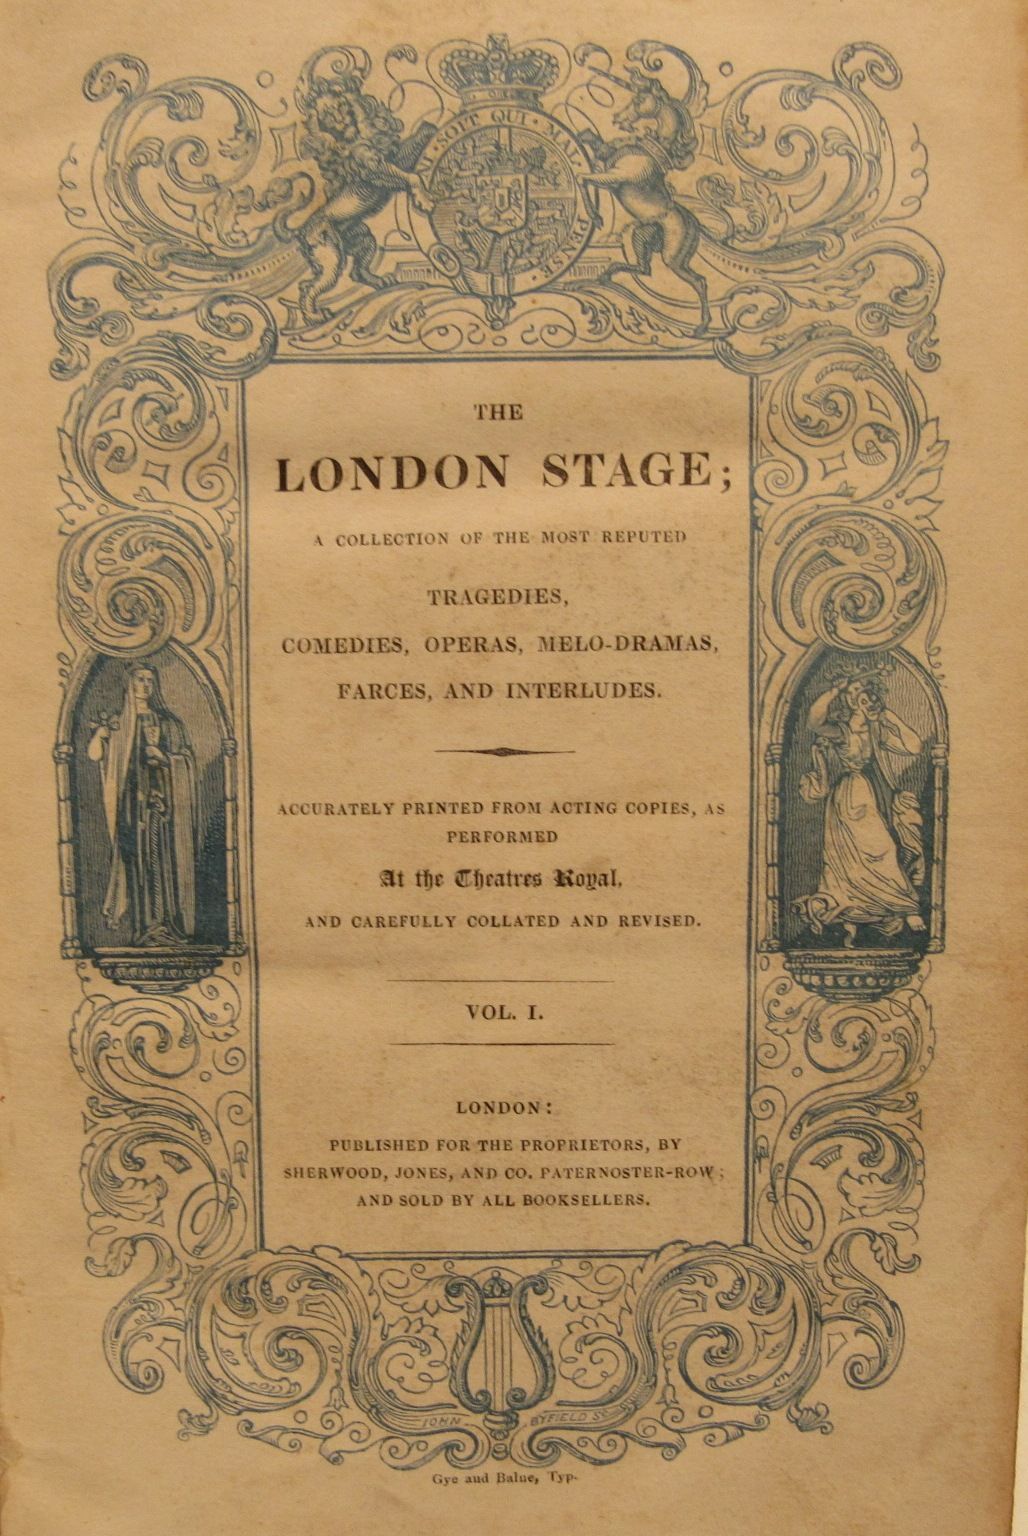 HONI · SOIT · QUI · MAL · Y · PENSE ·
THE
LONDON STAGE;
A COLLECTION OF THE MOST REPUTED
TRAGEDIES,
COMEDIES, OPERAS, MELO-DRAMAS,
FARCES, AND INTERLUDES.
ACCURATELY PRINTED FROM ACTING COPIES, AS
PERFORMED
At the Theatres Royal,
AND CAREFULLY COLLATED AND REVISED.
VOL. I.
LONDON:
PUBLISHED FOR THE PROPRIETORS, BY
SHERWOOD, JONES, AND CO. PATERNOSTER-ROW;
AND SOLD BY ALL BOOKSELLERS.
JOHN BYFIELD SC
Gye and Balne, Typ.